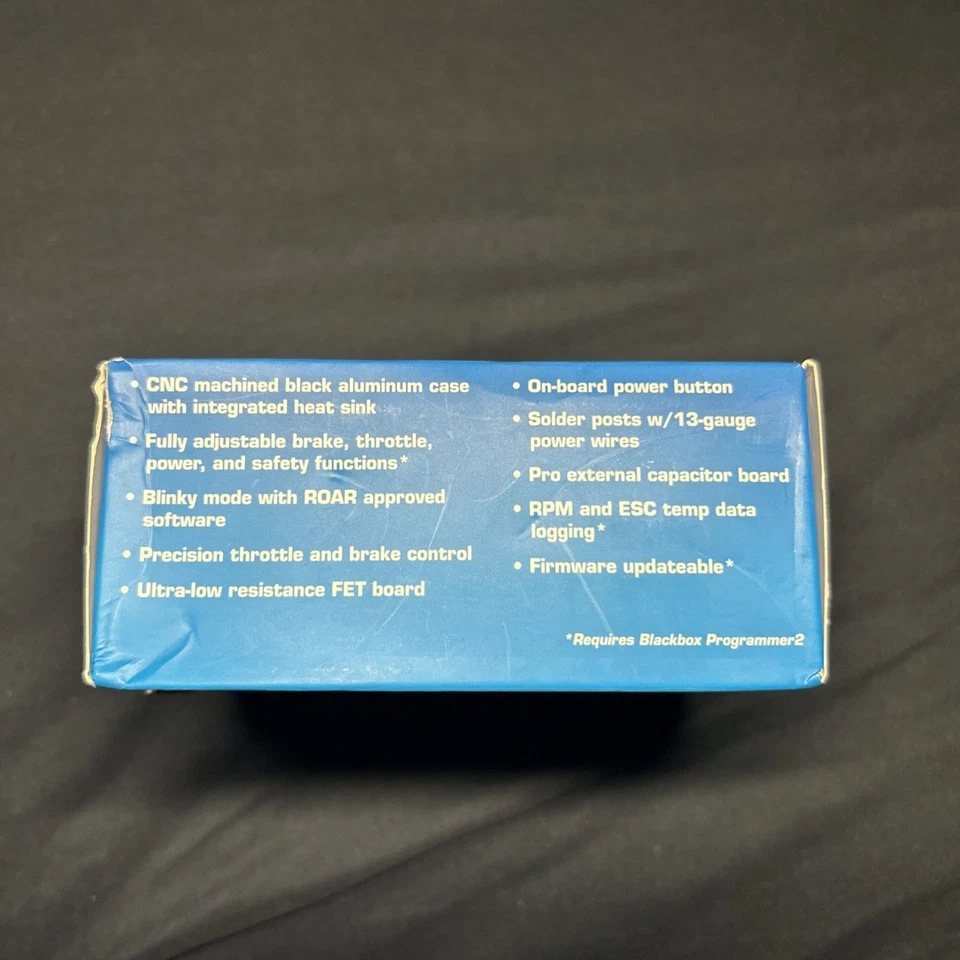 • CNC machined black aluminum case
with integrated heat sink
• Fully adjustable brake, throttle,
power, and safety functions*
• Blinky mode with ROAR approved
software
• Precision throttle and brake control
• Ultra-low resistance FET board
• On-board power button
• Solder posts w/13-gauge
power wires
• Pro external capacitor board
• RPM and ESC temp data
logging*
• Firmware updateable*
*Requires Blackbox Programmer2